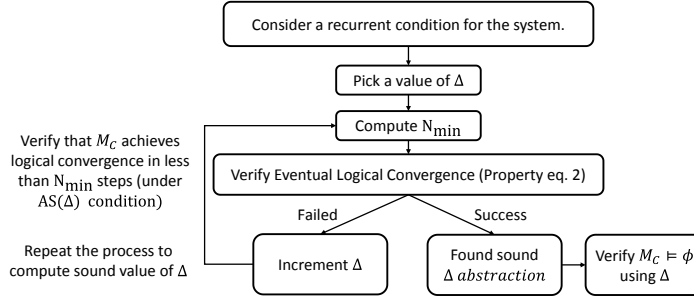 Consider a recurrent condition for the system.
Pick a value of Δ
Compute N_min
Verify that M_C achieves
logical convergence in less
than N_min steps (under
AS(Δ) condition)
Verify Eventual Logical Convergence (Property eq. 2)
Failed
Success
Repeat the process to
compute sound value of Δ
Increment Δ
Found sound
Δ abstraction
Verify M_C ⊨ ϕ
using Δ